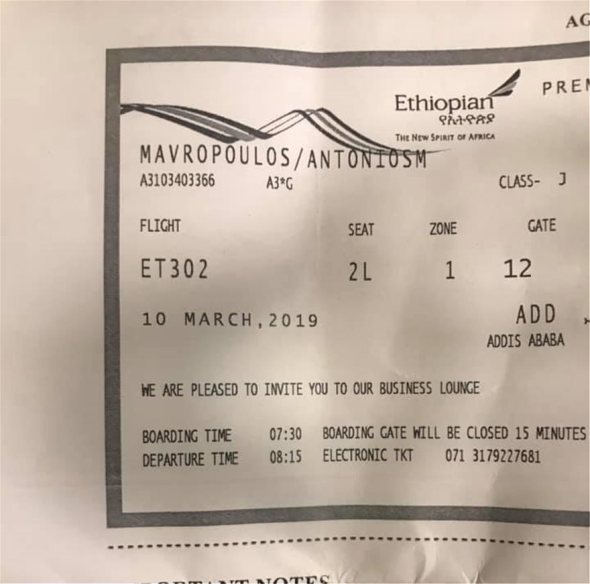 AG
Ethiopian PREM
የኢትዮጵያ
THE NEW SPIRIT OF AFRICA
MAVROPOULOS/ANTONIOSM
A3103403366 A3*G CLASS- J
FLIGHT SEAT ZONE GATE
ET302 2L 1 12
10 MARCH,2019 ADD
ADDIS ABABA
WE ARE PLEASED TO INVITE YOU TO OUR BUSINESS LOUNGE
BOARDING TIME 07:30 BOARDING GATE WILL BE CLOSED 15 MINUTES
DEPARTURE TIME 08:15 ELECTRONIC TKT 071 3179227681
NOTES